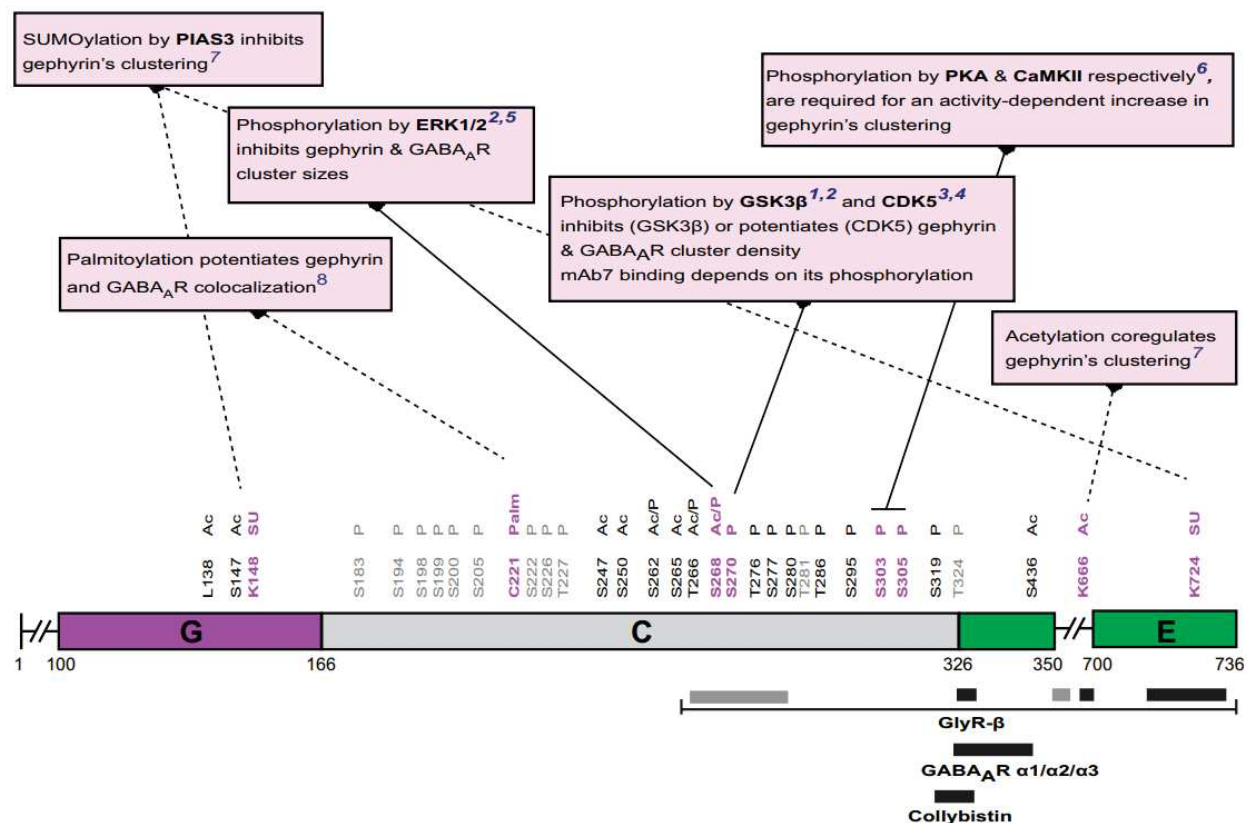 SUMOylation by PIAS3 inhibits
gephyrin's clustering7
Phosphorylation by ERK1/22,5
inhibits gephyrin & GABAAR
cluster sizes
Phosphorylation by PKA & CaMKII respectively6,
are required for an activity-dependent increase in
gephyrin's clustering
Phosphorylation by GSK3β1,2 and CDK53,4
inhibits (GSK3β) or potentiates (CDK5) gephyrin
& GABAAR cluster density
mAb7 binding depends on its phosphorylation
Palmitoylation potentiates gephyrin
and GABAAR colocalization8
Acetylation coregulates
gephyrin's clustering7
L138 Ac
S147 Ac
K148 SU
S183 P
S194 P
S198 P
S199 P
S200 P
S205 P
C221 Palm
S222 P
S226 P
T227 P
S247 Ac
S250 Ac
S262 Ac/P
S265 Ac
T266 Ac/P
S268 Ac/P
S270 P
T276 P
S277 P
S280 P
T281 P
T286 P
S295 P
S303 P
S305 P
S319 P
T324 P
S436 Ac
K666 Ac
K724 SU
G C E
1 100 166 326 350 700 736
GlyR-β
GABAAR α1/α2/α3
Collybistin